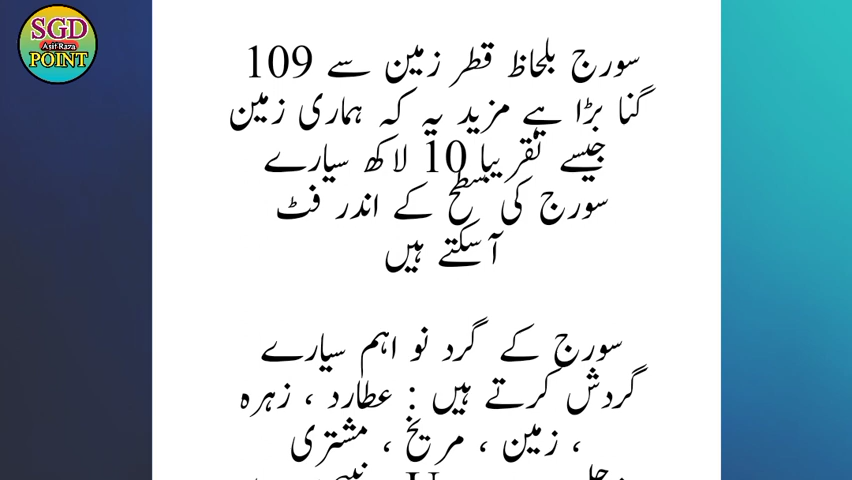 SGD
Asif Raza
POINT
سورج بلحاظ قطر زمین سے 109
گنا بڑا ہے مزید یہ کہ ہماری زمین
جیسے تقریبا 10 لاکھ سیارے
سورج کی سطح کے اندر فٹ
آسکتے ہیں
سورج کے گرد نو اہم سیارے
گردش کرتے ہیں : عطارد ، زہرہ
، زمین ، مریخ ، مشتری